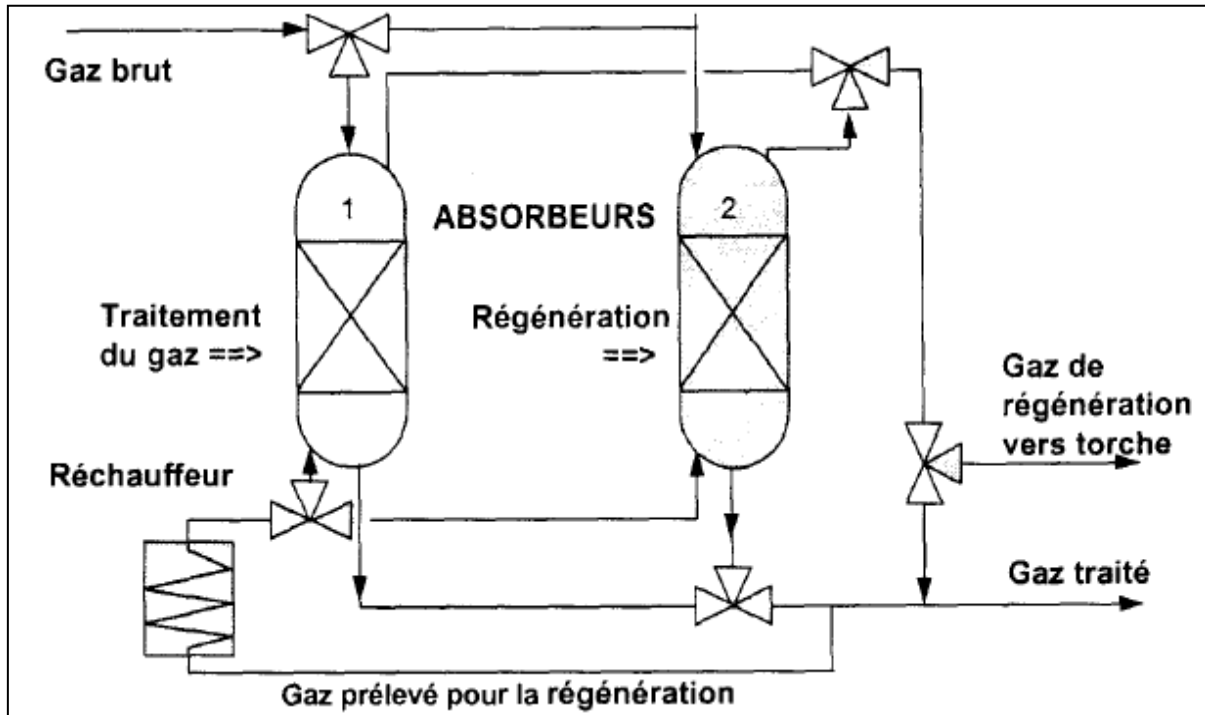 Gaz brut
1
ABSORBEURS
2
Traitement
du gaz ==>
Régénération
==>
Gaz de
régénération
vers torche
Réchauffeur
Gaz traité
Gaz prélevé pour la régénération